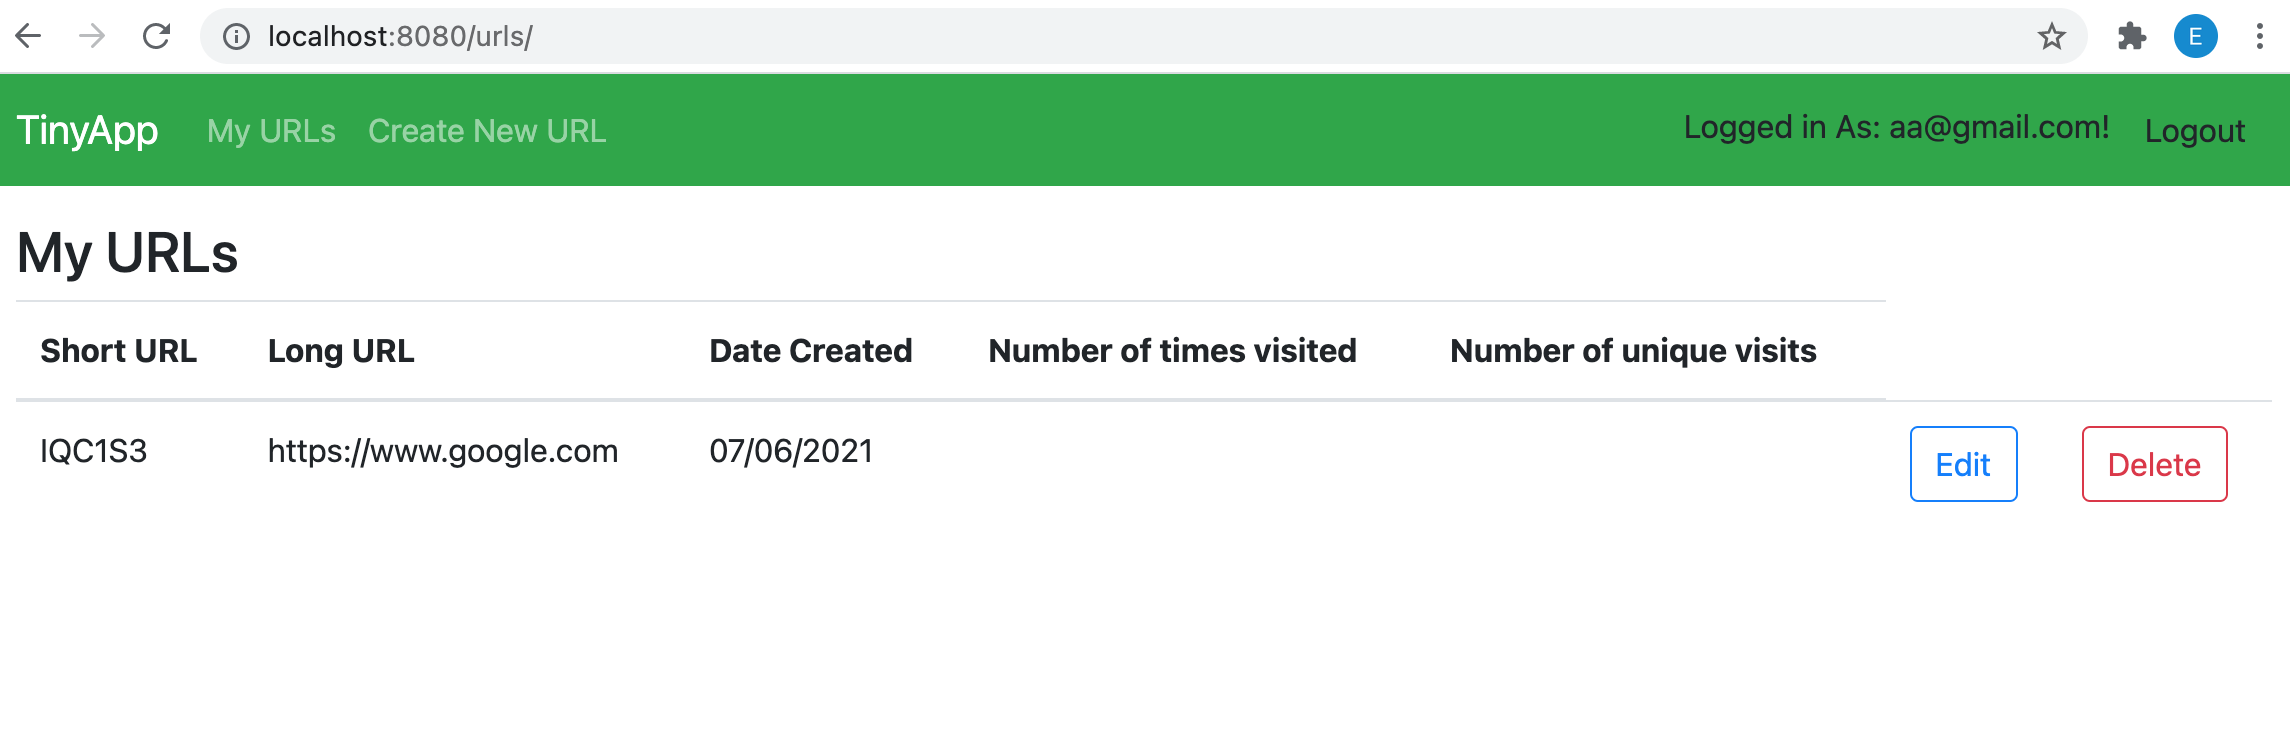 localhost:8080/urls/
E
TinyApp My URLs Create New URL Logged in As: aa@gmail.com! Logout
My URLs
Short URL Long URL Date Created Number of times visited Number of unique visits
IQC1S3 https://www.google.com 07/06/2021 Edit Delete